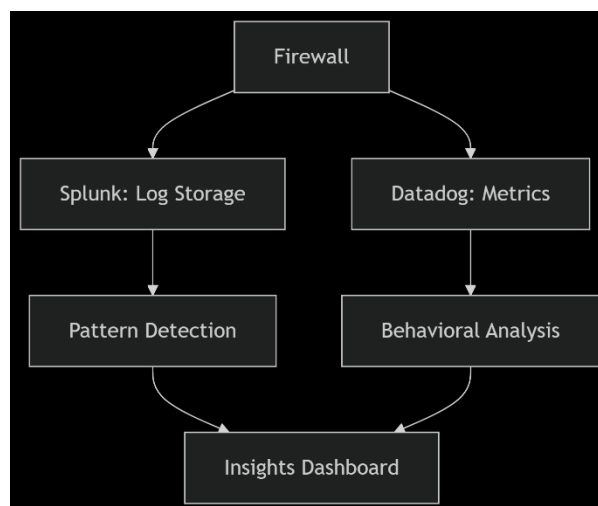 Firewall
Splunk: Log Storage
Datadog: Metrics
Pattern Detection
Behavioral Analysis
Insights Dashboard